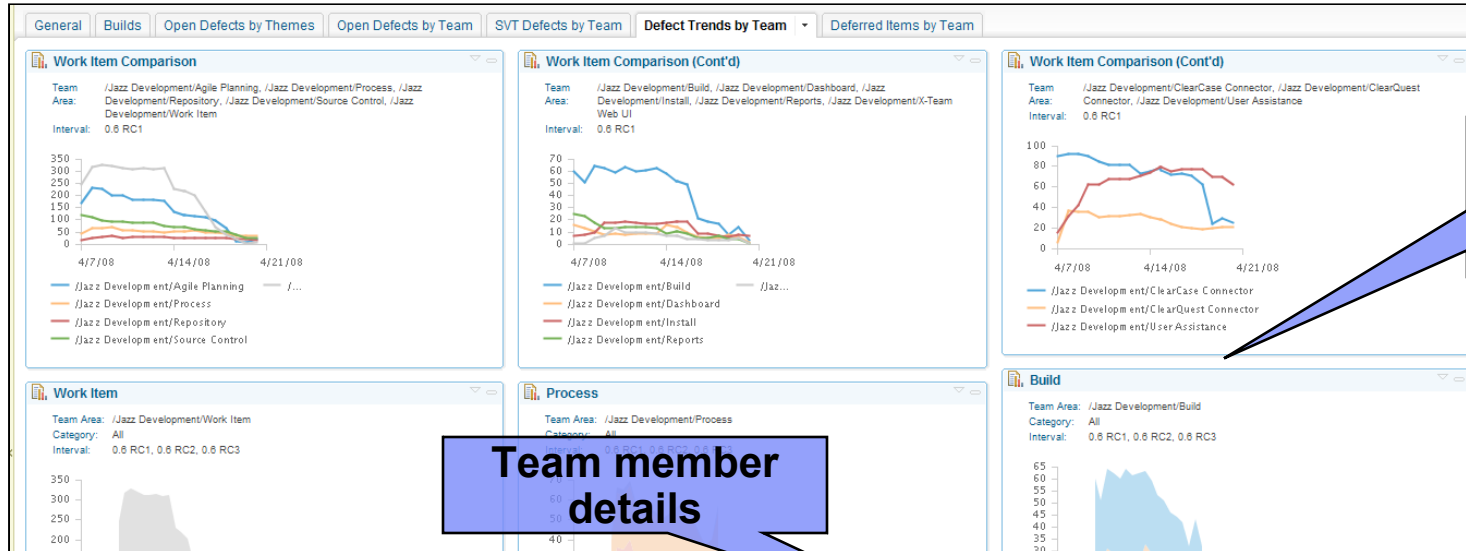 General Builds Open Defects by Themes Open Defects by Team SVT Defects by Team Defect Trends by Team Deferred Items by Team
Work Item Comparison
Team Area: /Jazz Development/Agile Planning, /Jazz Development/Process, /Jazz
Development/Repository, /Jazz Development/Source Control, /Jazz
Development/Work Item
Interval: 0.6 RC1
350
300
250
200
150
100
50
0
4/7/08 4/14/08 4/21/08
/Jazz Development/Agile Planning /...
/Jazz Development/Process
/Jazz Development/Repository
/Jazz Development/Source Control
Work Item Comparison (Cont'd)
Team Area: /Jazz Development/Build, /Jazz Development/Dashboard, /Jazz
Development/Install, /Jazz Development/Reports, /Jazz Development/X-Team
Web UI
Interval: 0.6 RC1
70
60
50
40
30
20
10
0
4/7/08 4/14/08 4/21/08
/Jazz Development/Build /Jaz...
/Jazz Development/Dashboard
/Jazz Development/Install
/Jazz Development/Reports
Work Item Comparison (Cont'd)
Team Area: /Jazz Development/ClearCase Connector, /Jazz Development/ClearQuest
Connector, /Jazz Development/User Assistance
Interval: 0.6 RC1
100
80
60
40
20
0
4/7/08 4/14/08 4/21/08
/Jazz Development/ClearCase Connector
/Jazz Development/ClearQuest Connector
/Jazz Development/User Assistance
Work Item
Team Area: /Jazz Development/Work Item
Category: All
Interval: 0.6 RC1, 0.6 RC2, 0.6 RC3
350
300
250
200
Process
Team Area: /Jazz Development/Process
Category: All
Interval: 0.6 RC1, 0.6 RC2, 0.6 RC3
60
50
40
Team member
details
Build
Team Area: /Jazz Development/Build
Category: All
Interval: 0.6 RC1, 0.6 RC2, 0.6 RC3
65
60
55
50
45
40
35
30